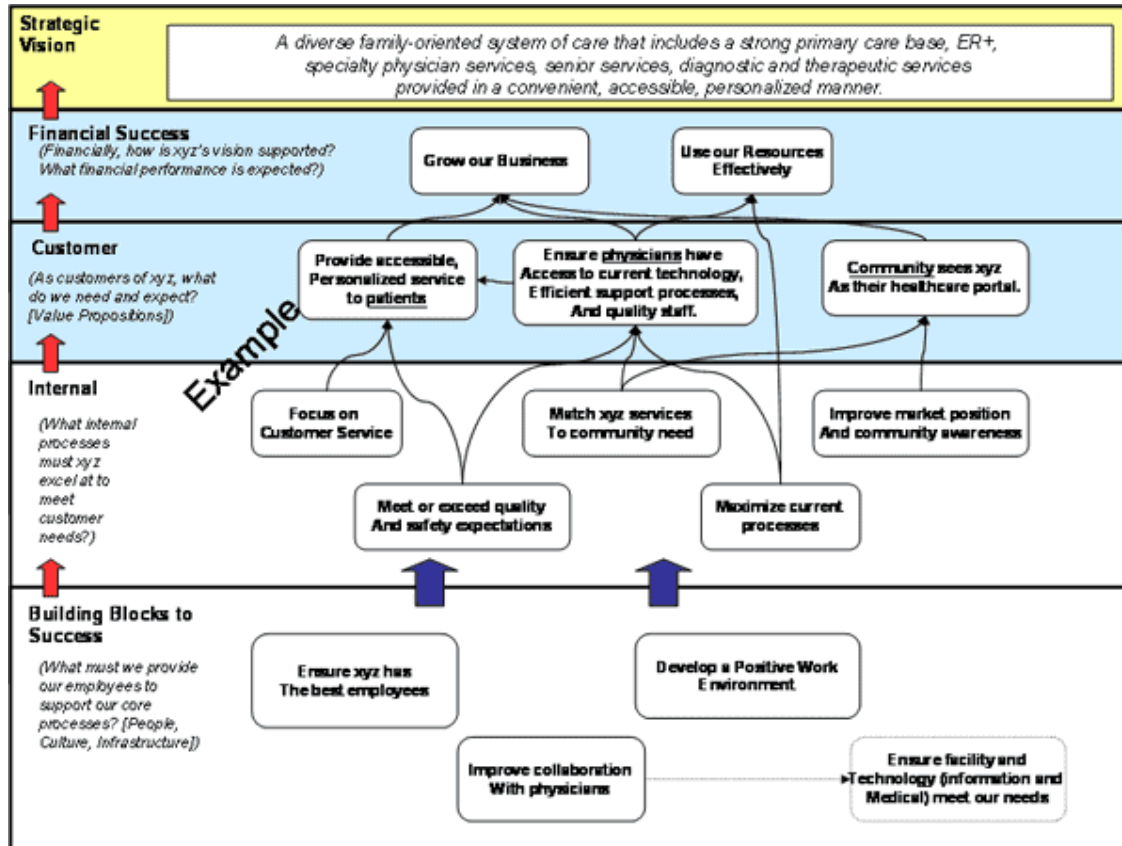 Strategic
Vision
A diverse family-oriented system of care that includes a strong primary care base, ER+,
specialty physician services, senior services, diagnostic and therapeutic services
provided in a convenient, accessible, personalized manner.
Financial Success
(Financially, how is xyz's vision supported?
What financial performance is expected?)
Grow our Business
Use our Resources
Effectively
Customer
(As customers of xyz, what
do we need and expect?
[Value Propositions])
Provide accessible,
Personalized service
to patients
Ensure physicians have
Access to current technology,
Efficient support processes,
And quality staff.
Community sees xyz
As their healthcare portal.
Example
Internal
(What internal
processes
must xyz
excel at to
meet
customer
needs?)
Focus on
Customer Service
Match xyz services
To community need
Improve market position
And community awareness
Meet or exceed quality
And safety expectations
Maximize current
processes
Building Blocks to
Success
(What must we provide
our employees to
support our core
processes? [People,
Culture, Infrastructure])
Ensure xyz has
The best employees
Develop a Positive Work
Environment
Improve collaboration
With physicians
Ensure facility and
Technology (information and
Medical) meet our needs